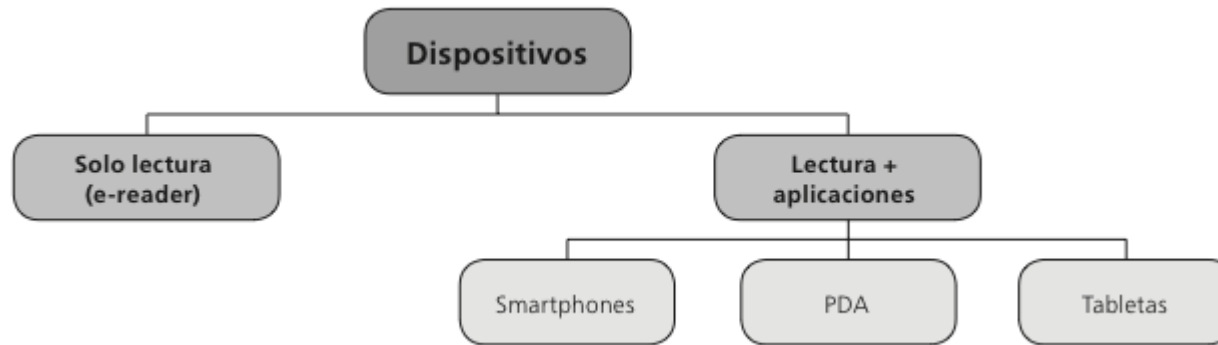 Dispositivos
Solo lectura
(e-reader)
Lectura +
aplicaciones
Smartphones
PDA
Tabletas